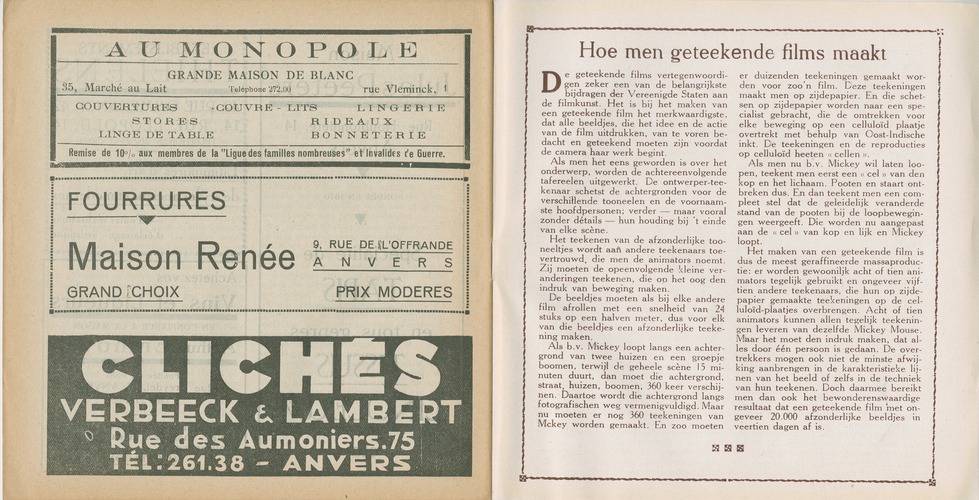 AU MONOPOLE
GRANDE MAISON DE BLANC
35, Marché au Lait Téléphone 272.00 rue Vleminck, 1
COUVERTURES - COUVRE-LITS LINGERIE
STORES RIDEAUX
LINGE DE TABLE BONNETERIE
Remise de 10% aux membres de la "Ligue des familles nombreuses" et Invalides de Guerre.
FOURRURES
Maison Renée
9, RUE DE L'OFFRANDE
ANVERS
GRAND CHOIX PRIX MODERES
CLICHÉS
VERBEECK & LAMBERT
Rue des Aumoniers.75
TÉL:261.38 - ANVERS
Hoe men geteekende films maakt
De geteekende films vertegenwoordi-
gen zeker een van de belangrijkste
bijdragen der Vereenigde Staten aan
de filmkunst. Het is bij het maken van
een geteekende film het merkwaardigste,
dat alle beeldjes, die het idee en de actie
van de film uitdrukken, van te voren be-
dacht en geteekend moeten zijn voordat
de camera haar werk begint.
Als men het eens geworden is over het
onderwerp, worden de achtereenvolgende
tafereelen uitgewerkt. De ontwerper-tee-
kenaar schetst de achtergronden voor de
verschillende tooneelen en de voornaam-
ste hoofdpersonen; verder — maar vooral
zonder détails — hun houding bij 't einde
van elke scène.
Het teekenen van de afzonderlijke too-
neeltjes wordt aan andere teekenaars toe-
vertrouwd, die men de animators noemt.
Zij moeten de opeenvolgende kleine ver-
anderingen teekenen, die op het oog den
indruk van beweging maken.
De beeldjes moeten als bij elke andere
film afrollen met een snelheid van 24
stuks op een halven meter, dus voor elk
van die beeldjes een afzonderlijke teeke-
ning maken.
Als b.v. Mickey loopt langs een achter-
grond van twee huizen en een groepje
boomen, terwijl de geheele scène 15 mi-
nuten duurt, dan moet die achtergrond,
straat, huizen, boomen, 360 keer verschij-
nen. Daartoe wordt die achtergrond langs
fotografischen weg vermenigvuldigd. Maar
nu moeten er nog 360 teekeningen van
Mckey worden gemaakt. En zoo moeten
er duizenden teekeningen gemaakt wor-
den voor zoo'n film. Deze teekeningen
maakt men op zijdepapier. En die schet-
sen op zijdepapier worden naar een spe-
cialist gebracht, die de omtrekken voor
elke beweging op een celluloïd plaatje
overtrekt met behulp van Oost-Indische
inkt. De teekeningen en de reproducties
op celluloïd heeten « cellen ».
Als men nu b.v. Mickey wil laten loo-
pen, teekent men eerst een « cel » van den
kop en het lichaam. Pooten en staart ont-
breken dus. En dan teekent men een com-
pleet stel dat de geleidelijk veranderde
stand van de pooten bij de loopbewegin-
gen weergeeft. Die worden nu aangepast
aan de « cel » van kop en lijk en Mickey
loopt.
Het maken van een geteekende film is
dus de meest geraffineerde massaproduc-
tie: er worden gewoonlijk acht of tien ani-
mators tegelijk gebruikt en ongeveer vijf-
tien andere teekenaars, die hun op zijde-
papier gemaakte teekeningen op de cel-
luloïd-plaatjes overbrengen. Acht of tien
animators kunnen allen tegelijk teekenin-
gen leveren van dezelfde Mickey Mouse.
Maar het moet den indruk maken, dat al-
les door één persoon is gedaan. De over-
trekkers mogen ook niet de minste afwij-
king aanbrengen in de karakteristieke lij-
nen van het beeld of zelfs in de techniek
van hun teekenen. Doch daarmee bereikt
men dan ook het bewonderenswaardige
resultaat dat een geteekende film met on-
geveer 20.000 afzonderlijke beeldjes in
veertien dagen af is.